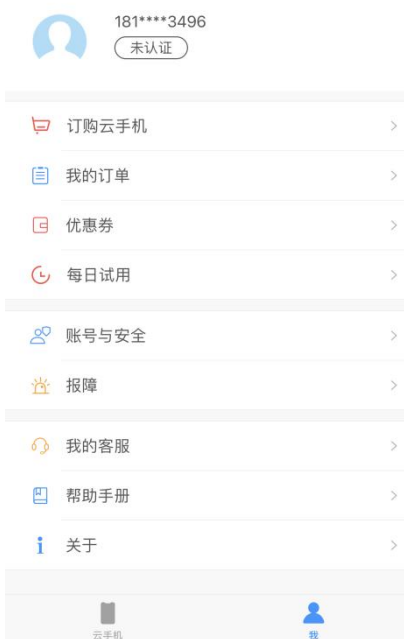 181****3496
未认证
订购云手机
我的订单
优惠券
每日试用
账号与安全
报障
我的客服
帮助手册
关于
云手机
我